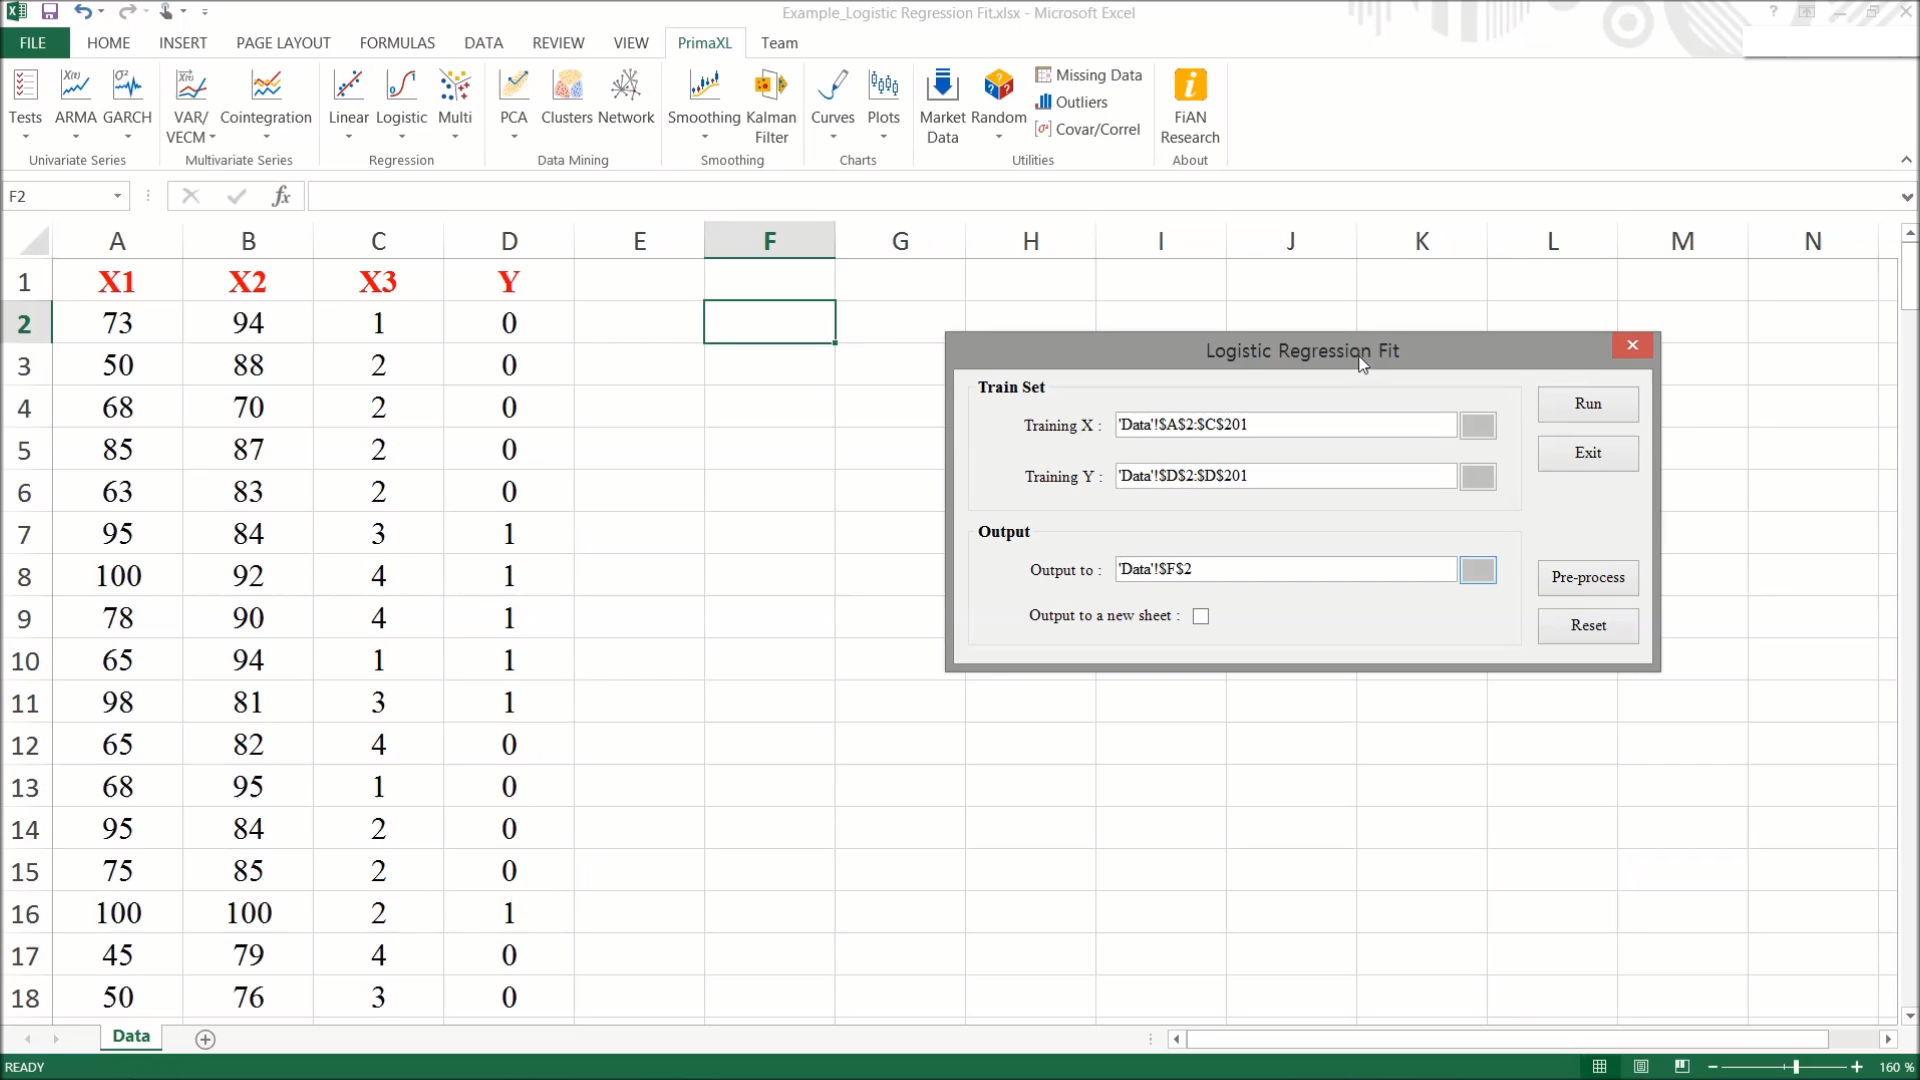 Example_Logistic Regression Fit.xlsx - Microsoft Excel
FILE HOME INSERT PAGE LAYOUT FORMULAS DATA REVIEW VIEW PrimaXL Team
Tests ARMA GARCH VAR/ VECM Cointegration Linear Logistic Multi PCA Clusters Network Smoothing Kalman Filter Curves Plots Market Data Random Missing Data Outliers Covar/Correl FiAN Research
Univariate Series Multivariate Series Regression Data Mining Smoothing Charts Utilities About
F2 fx
A B C D E F G H I J K L M N
1 X1 X2 X3 Y
2 73 94 1 0
3 50 88 2 0
4 68 70 2 0
5 85 87 2 0
6 63 83 2 0
7 95 84 3 1
8 100 92 4 1
9 78 90 4 1
10 65 94 1 1
11 98 81 3 1
12 65 82 4 0
13 68 95 1 0
14 95 84 2 0
15 75 85 2 0
16 100 100 2 1
17 45 79 4 0
18 50 76 3 0
Logistic Regression Fit
Train Set
Training X : 'Data'!$A$2:$C$201
Training Y : 'Data'!$D$2:$D$201
Output
Output to : 'Data'!$F$2
Output to a new sheet :
Run
Exit
Pre-process
Reset
Data
READY 160 %